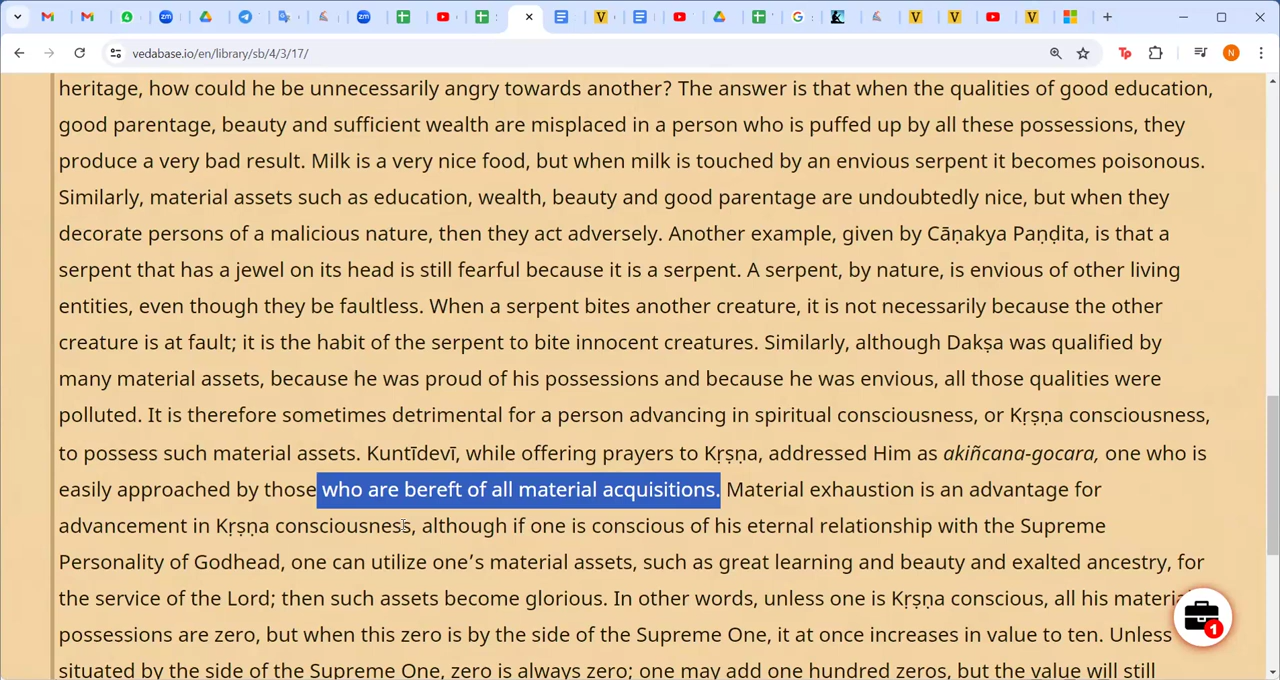 vedabase.io/en/library/sb/4/3/17/
heritage, how could he be unnecessarily angry towards another? The answer is that when the qualities of good education,
good parentage, beauty and sufficient wealth are misplaced in a person who is puffed up by all these possessions, they
produce a very bad result. Milk is a very nice food, but when milk is touched by an envious serpent it becomes poisonous.
Similarly, material assets such as education, wealth, beauty and good parentage are undoubtedly nice, but when they
decorate persons of a malicious nature, then they act adversely. Another example, given by Cāṇakya Paṇḍita, is that a
serpent that has a jewel on its head is still fearful because it is a serpent. A serpent, by nature, is envious of other living
entities, even though they be faultless. When a serpent bites another creature, it is not necessarily because the other
creature is at fault; it is the habit of the serpent to bite innocent creatures. Similarly, although Dakṣa was qualified by
many material assets, because he was proud of his possessions and because he was envious, all those qualities were
polluted. It is therefore sometimes detrimental for a person advancing in spiritual consciousness, or Kṛṣṇa consciousness,
to possess such material assets. Kuntīdevī, while offering prayers to Kṛṣṇa, addressed Him as akiñcana-gocara, one who is
easily approached by those who are bereft of all material acquisitions. Material exhaustion is an advantage for
advancement in Kṛṣṇa consciousness, although if one is conscious of his eternal relationship with the Supreme
Personality of Godhead, one can utilize one’s material assets, such as great learning and beauty and exalted ancestry, for
the service of the Lord; then such assets become glorious. In other words, unless one is Kṛṣṇa conscious, all his material
possessions are zero, but when this zero is by the side of the Supreme One, it at once increases in value to ten. Unless
situated by the side of the Supreme One, zero is always zero; one may add one hundred zeros, but the value will still
Tp
N
1